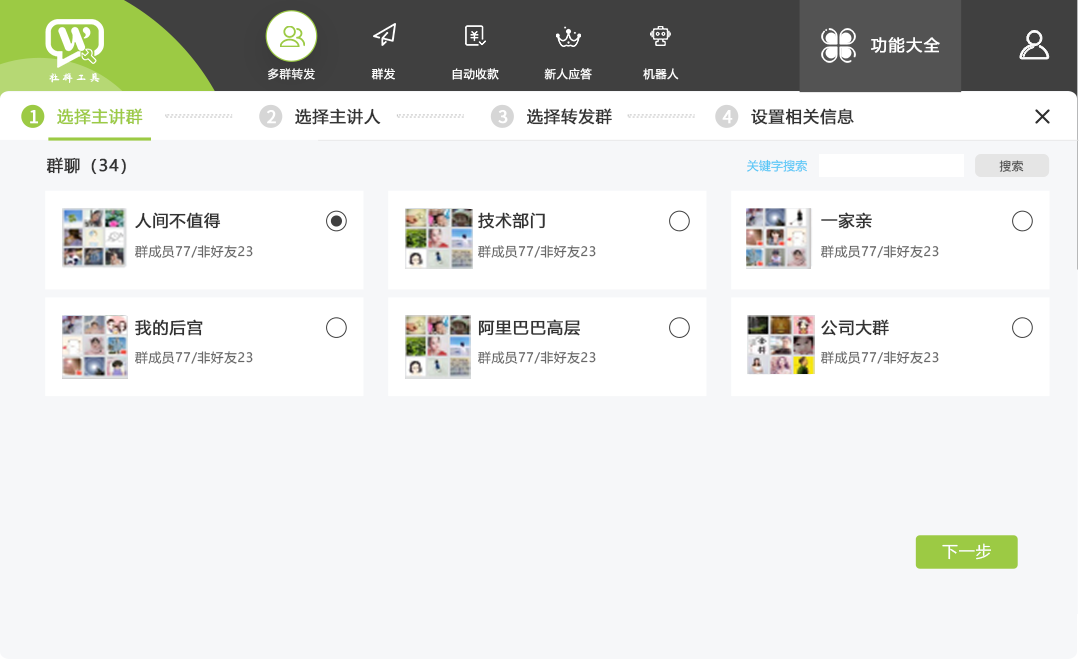 社群工具
多群转发
群发
自动收款
新人应答
机器人
功能大全
1 选择主讲群
2 选择主讲人
3 选择转发群
4 设置相关信息
群聊（34）
关键字搜索
搜索
人间不值得
群成员77/非好友23
技术部门
群成员77/非好友23
一家亲
群成员77/非好友23
我的后宫
群成员77/非好友23
阿里巴巴高层
群成员77/非好友23
公司大群
群成员77/非好友23
下一步